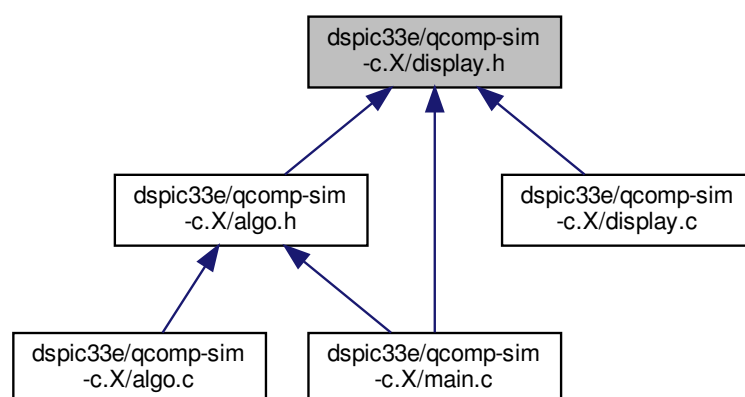 dspic33e/qcomp-sim
-c.X/display.h
dspic33e/qcomp-sim
-c.X/algo.h
dspic33e/qcomp-sim
-c.X/display.c
dspic33e/qcomp-sim
-c.X/algo.c
dspic33e/qcomp-sim
-c.X/main.c